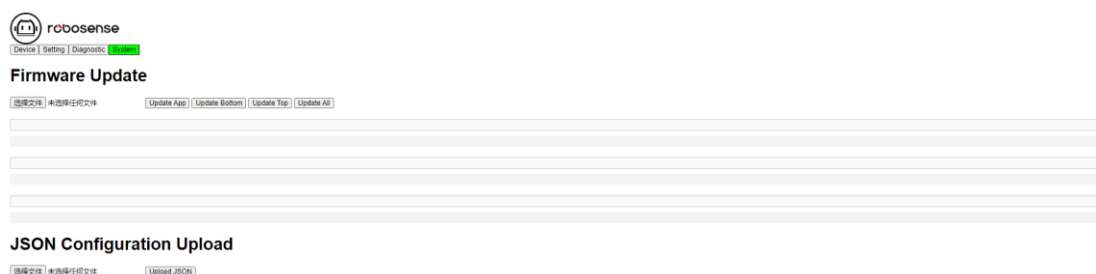 robosense
Device Setting Diagnostic System
Firmware Update
选择文件 未选择任何文件 Update App Update Bottom Update Top Update All
JSON Configuration Upload
选择文件 未选择任何文件 Upload JSON